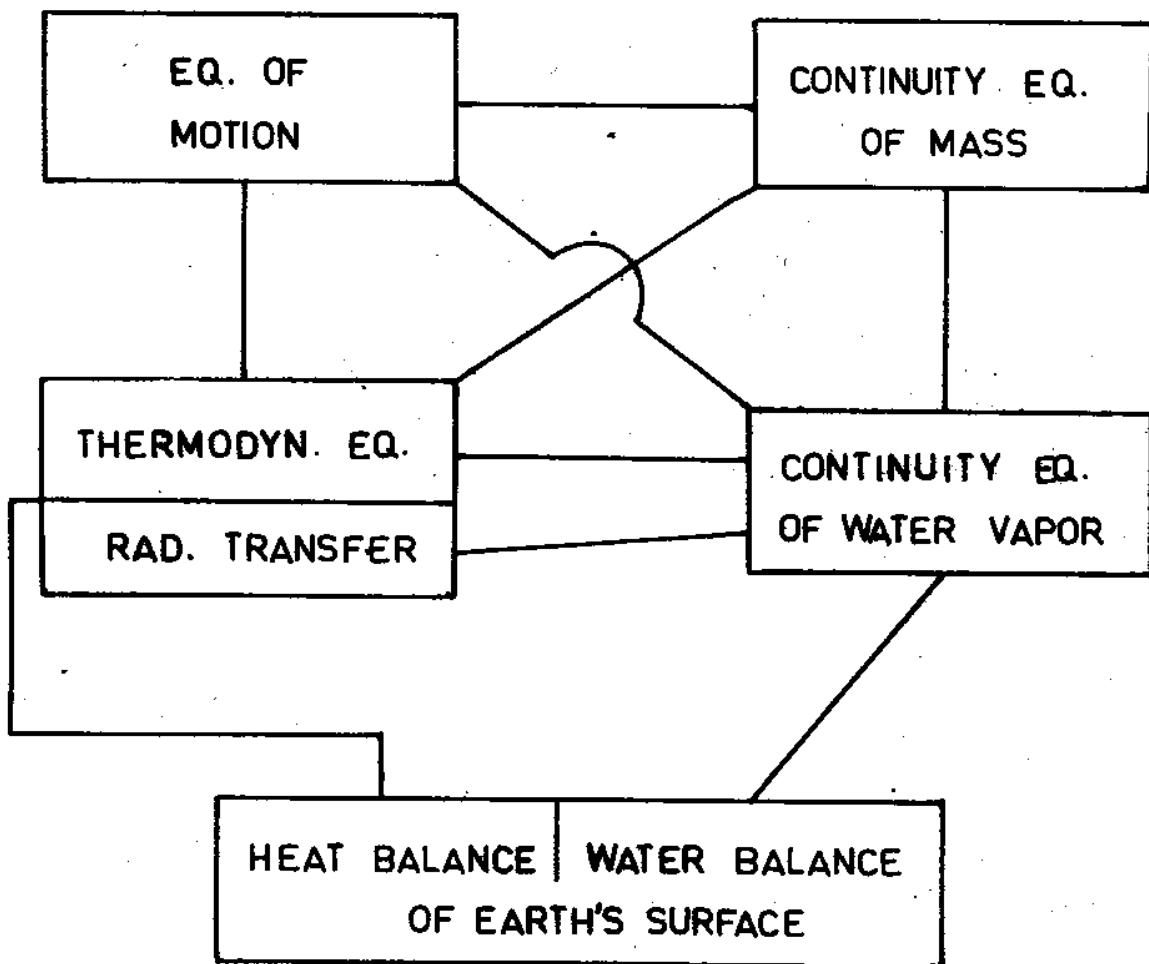 EQ. OF
MOTION
CONTINUITY EQ.
OF MASS
THERMODYN. EQ.
RAD. TRANSFER
CONTINUITY EQ.
OF WATER VAPOR
HEAT BALANCE
WATER BALANCE
OF EARTH'S SURFACE